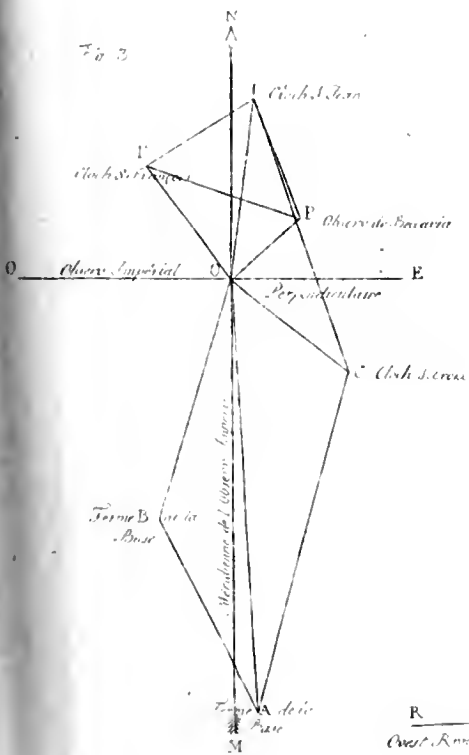 N
Fig. 3
I
Cloch S. Jean
F
Cloch S. François
P
Observ. de Beccaria
O
Observ. Impérial
O
E
Perpendiculaire
C Cloch S. croix
Méridienne de l'Observ. Impérial
Terme B de la
Base
Terme A de la
Base
M
R
Ouest